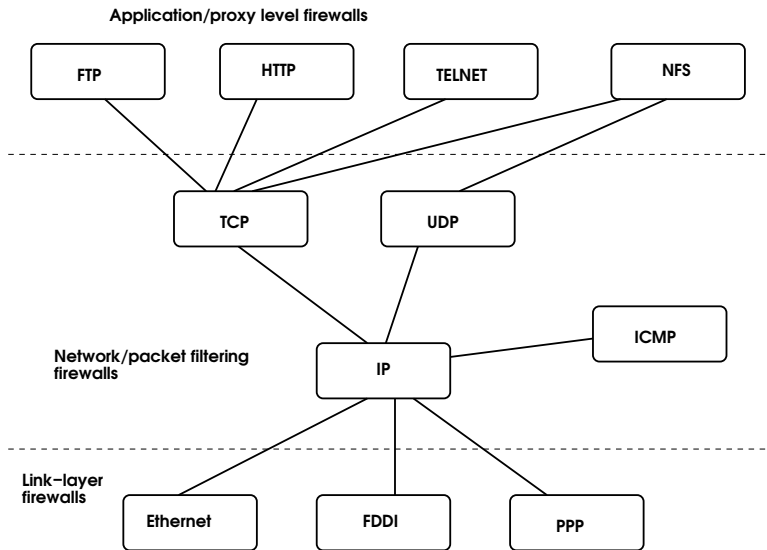 Application/proxy level firewalls
FTP
HTTP
TELNET
NFS
TCP
UDP
ICMP
Network/packet filtering
firewalls
IP
Link-layer
firewalls
Ethernet
FDDI
PPP